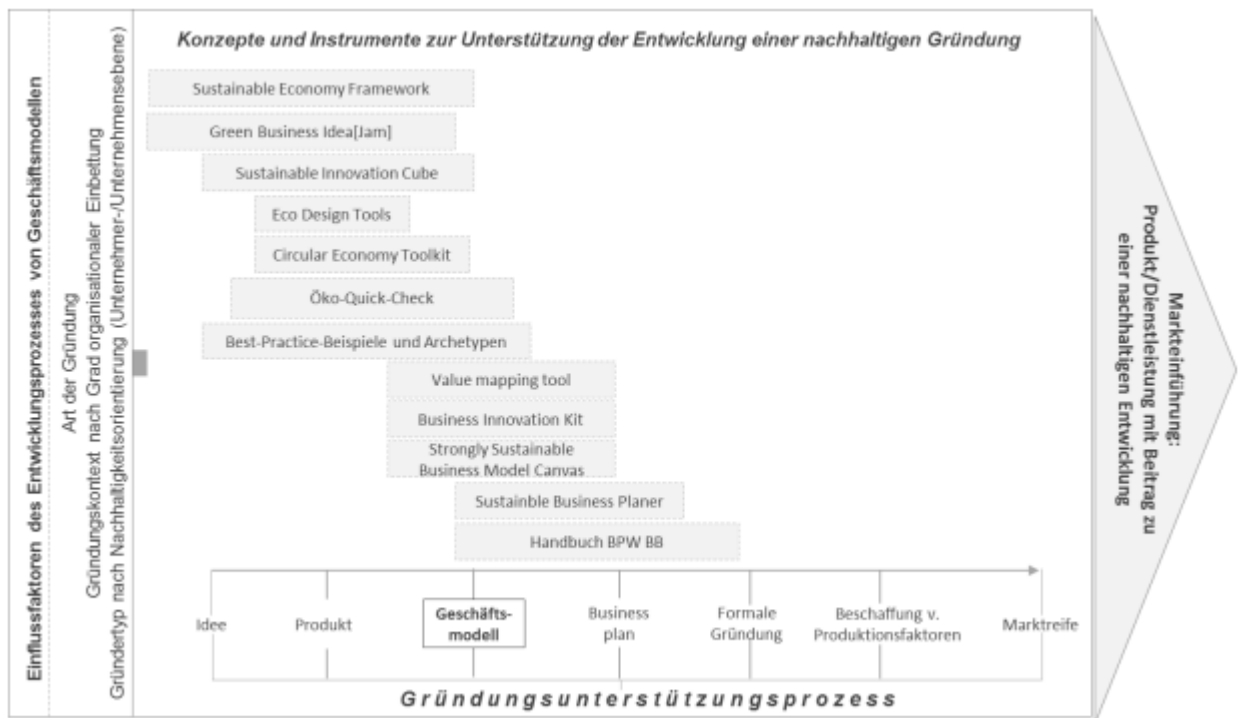 Einflussfaktoren des Entwicklungsprozesses von Geschäftsmodellen
Art der Gründung
Gründungskontext nach Grad organisationaler Einbettung
Gründertyp nach Nachhaltigkeitsorientierung (Unternehmer-/Unternehmensebene)
Konzepte und Instrumente zur Unterstützung der Entwicklung einer nachhaltigen Gründung
Sustainable Economy Framework
Green Business Idea[Jam]
Sustainable Innovation Cube
Eco Design Tools
Circular Economy Toolkit
Öko-Quick-Check
Best-Practice-Beispiele und Archetypen
Value mapping tool
Business Innovation Kit
Strongly Sustainable
Business Model Canvas
Sustainble Business Planer
Handbuch BPW BB
Idee
Produkt
Geschäfts-
modell
Business
plan
Formale
Gründung
Beschaffung v.
Produktionsfaktoren
Marktreife
Gründungsunterstützungsprozess
Markteinführung:
Produkt/Dienstleistung mit Beitrag zu
einer nachhaltigen Entwicklung